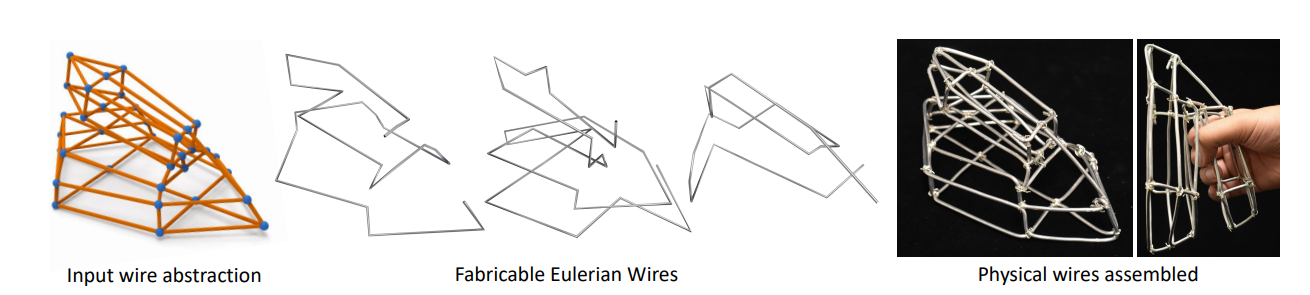 Input wire abstraction
Fabricable Eulerian Wires
Physical wires assembled